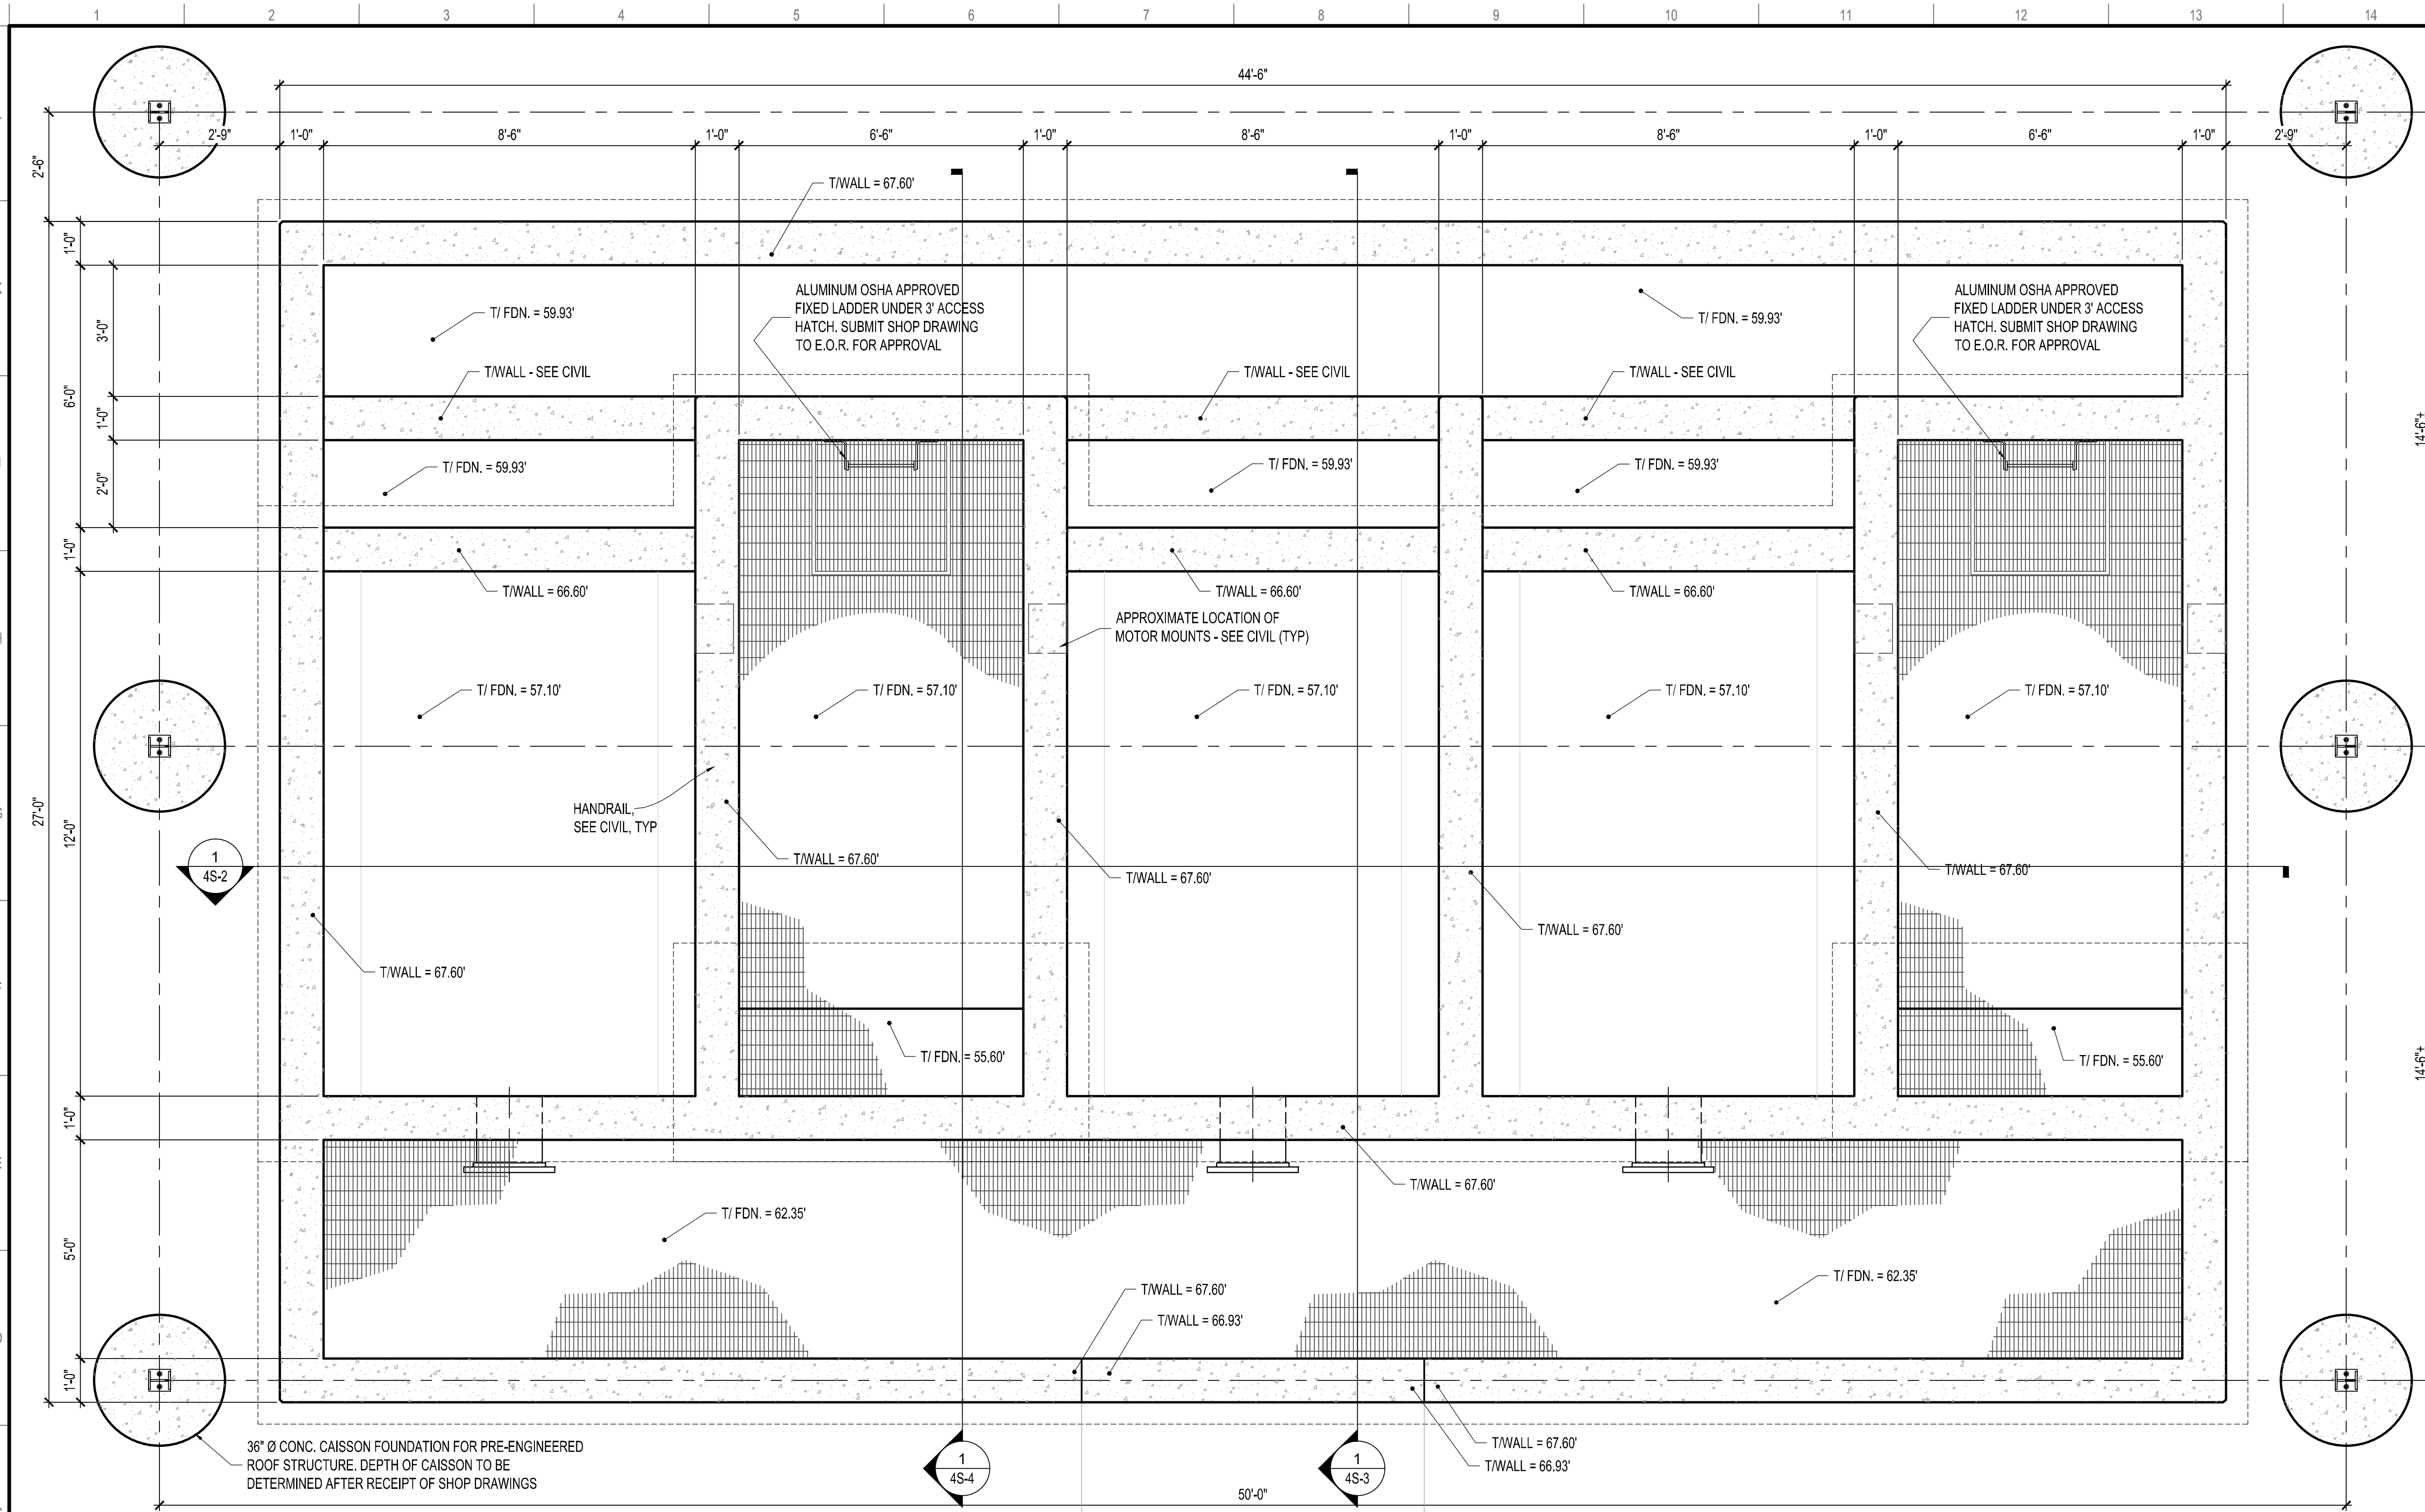 1 2 3 4 5 6 7 8 9 10 11 12 13 14
44'-6"
2'-9" 1'-0" 8'-6" 1'-0" 6'-6" 1'-0" 8'-6" 1'-0" 8'-6" 1'-0" 6'-6" 1'-0" 2'-9"
2'-6"
T/WALL = 67.60'
1'-0"
ALUMINUM OSHA APPROVED
FIXED LADDER UNDER 3' ACCESS
HATCH. SUBMIT SHOP DRAWING
TO E.O.R. FOR APPROVAL
ALUMINUM OSHA APPROVED
FIXED LADDER UNDER 3' ACCESS
HATCH. SUBMIT SHOP DRAWING
TO E.O.R. FOR APPROVAL
T/ FDN. = 59.93'
T/ FDN. = 59.93'
3'-0"
T/WALL - SEE CIVIL
T/WALL - SEE CIVIL
T/WALL - SEE CIVIL
6'-0"
1'-0"
14'-6"±
T/ FDN. = 59.93'
T/ FDN. = 59.93'
T/ FDN. = 59.93'
2'-0"
1'-0"
T/WALL = 66.60'
T/WALL = 66.60'
T/WALL = 66.60'
APPROXIMATE LOCATION OF
MOTOR MOUNTS - SEE CIVIL (TYP)
T/ FDN. = 57.10'
T/ FDN. = 57.10'
T/ FDN. = 57.10'
T/ FDN. = 57.10'
T/ FDN. = 57.10'
HANDRAIL,
SEE CIVIL, TYP
27'-0"
12'-0"
1
4S-2
T/WALL = 67.60'
T/WALL = 67.60'
T/WALL = 67.60'
T/WALL = 67.60'
T/WALL = 67.60'
T/ FDN. = 55.60'
T/ FDN. = 55.60'
14'-6"±
1'-0"
T/WALL = 67.60'
T/ FDN. = 62.35'
5'-0"
T/ FDN. = 62.35'
T/WALL = 67.60'
T/WALL = 66.93'
1'-0"
36" Ø CONC. CAISSON FOUNDATION FOR PRE-ENGINEERED
ROOF STRUCTURE. DEPTH OF CAISSON TO BE
DETERMINED AFTER RECEIPT OF SHOP DRAWINGS
1
4S-4
1
4S-3
T/WALL = 67.60'
T/WALL = 66.93'
50'-0"